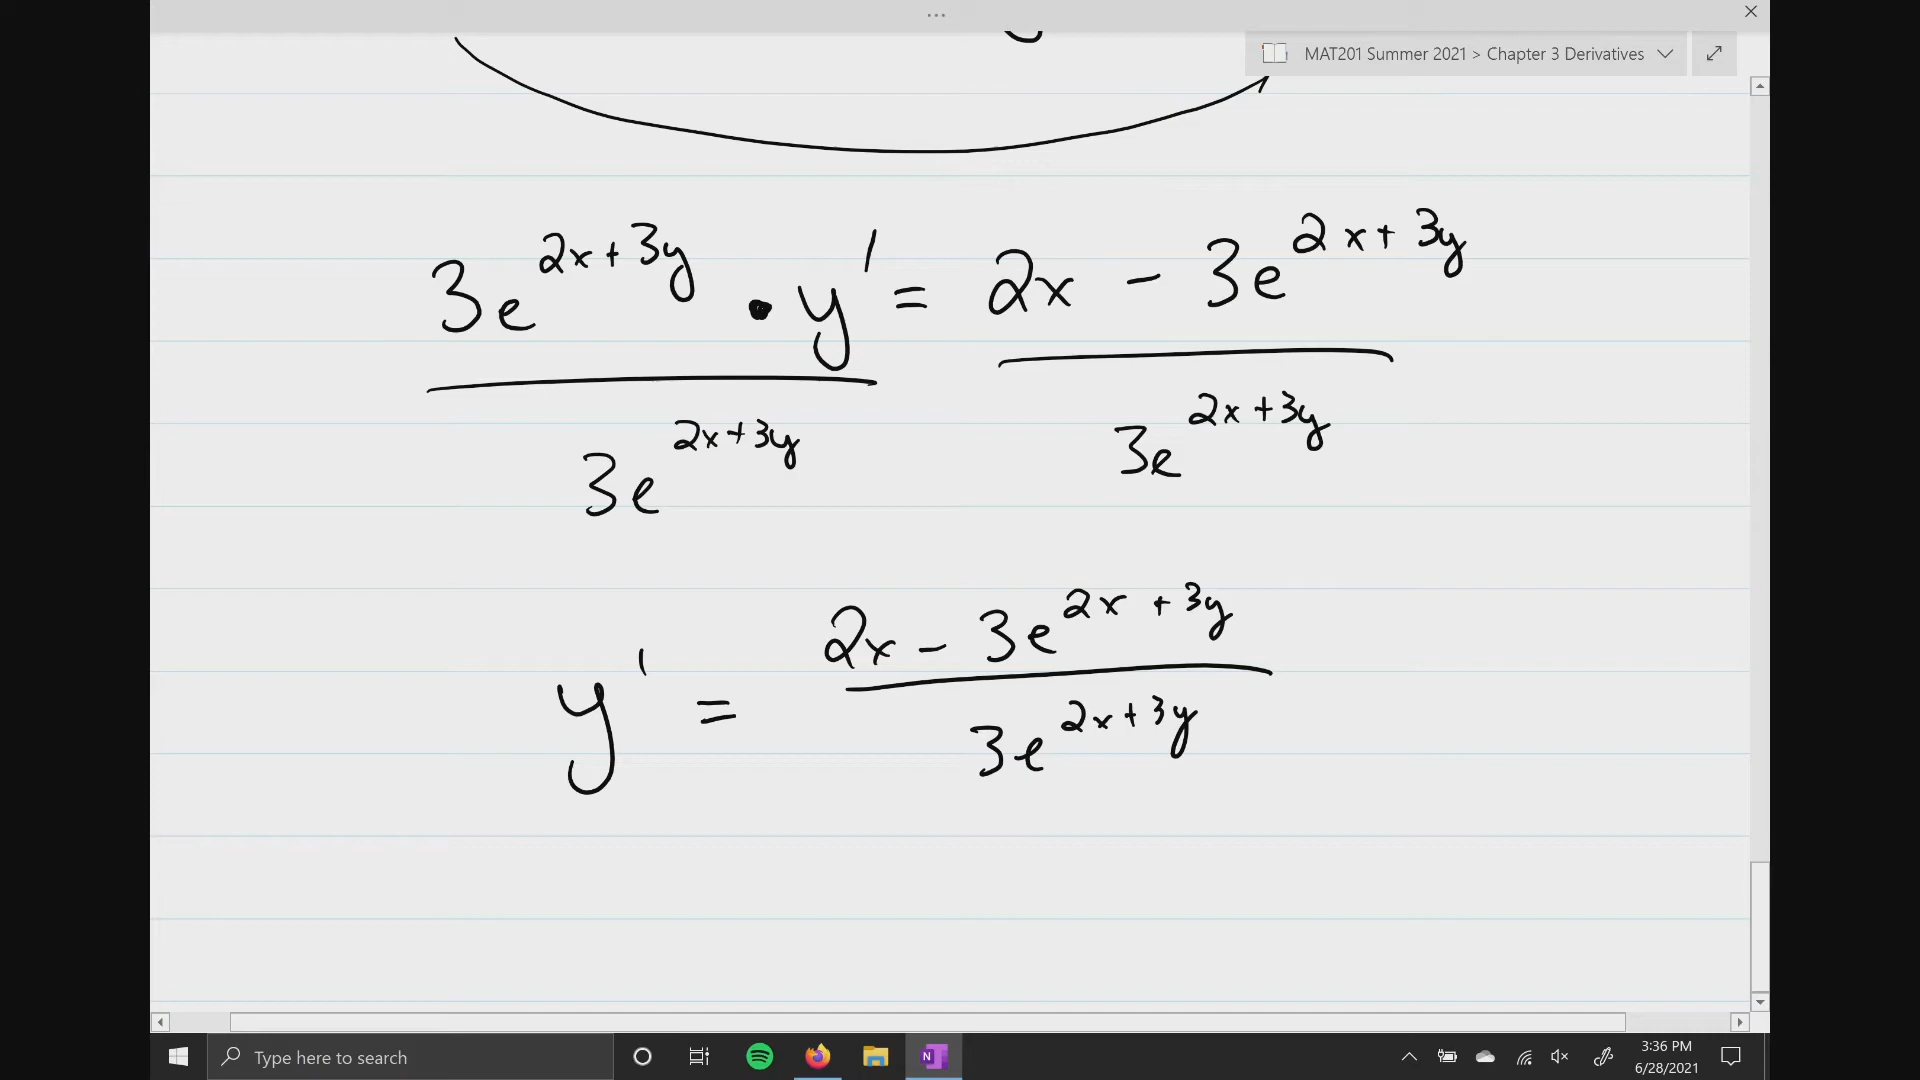 MAT201 Summer 2021 > Chapter 3 Derivatives
3e^{2x+3y} • y' = 2x - 3e^{2x+3y}
3e^{2x+3y} 3e^{2x+3y}
y' = \frac{2x - 3e^{2x+3y}}{3e^{2x+3y}}
Type here to search
N
3:36 PM
6/28/2021